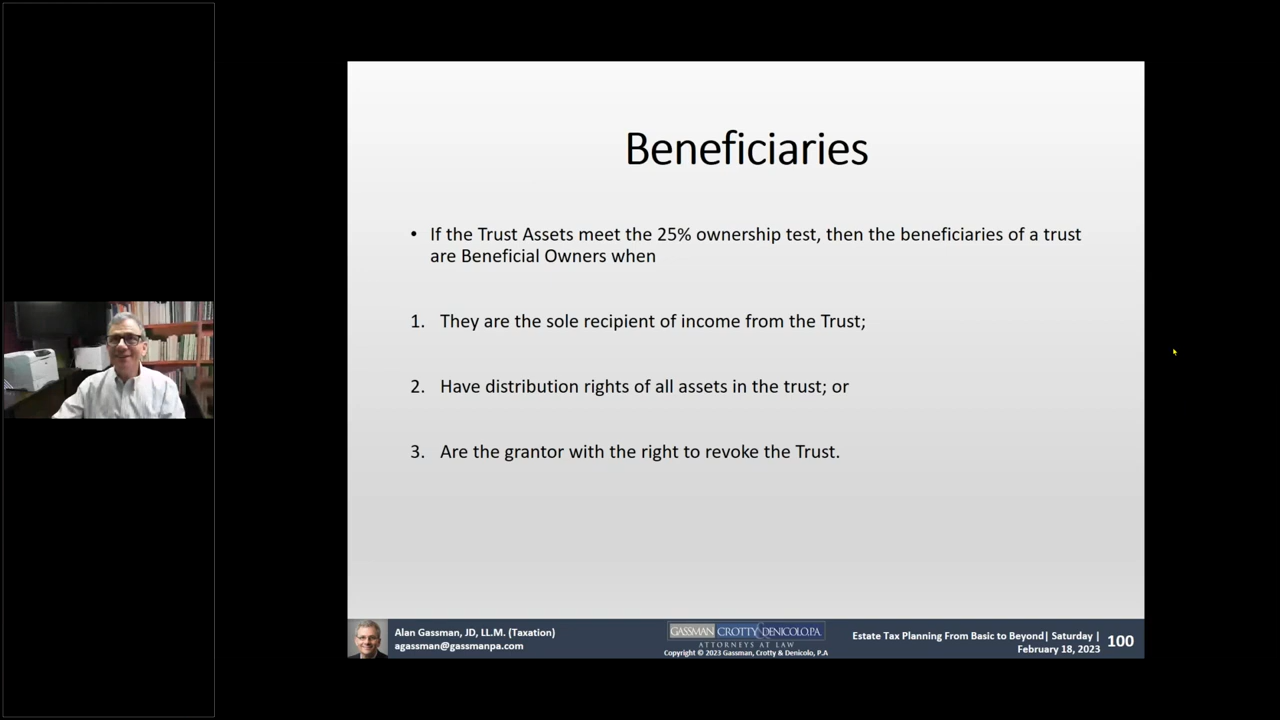 Beneficiaries
• If the Trust Assets meet the 25% ownership test, then the beneficiaries of a trust
are Beneficial Owners when
1. They are the sole recipient of income from the Trust;
2. Have distribution rights of all assets in the trust; or
3. Are the grantor with the right to revoke the Trust.
Alan Gassman, JD, LL.M. (Taxation)
agassman@gassmanpa.com
GASSMAN CROTTY & DENICOLO, P.A.
ATTORNEYS AT LAW
Copyright © 2023 Gassman, Crotty & Denicolo, P.A
Estate Tax Planning From Basic to Beyond| Saturday |
February 18, 2023
100